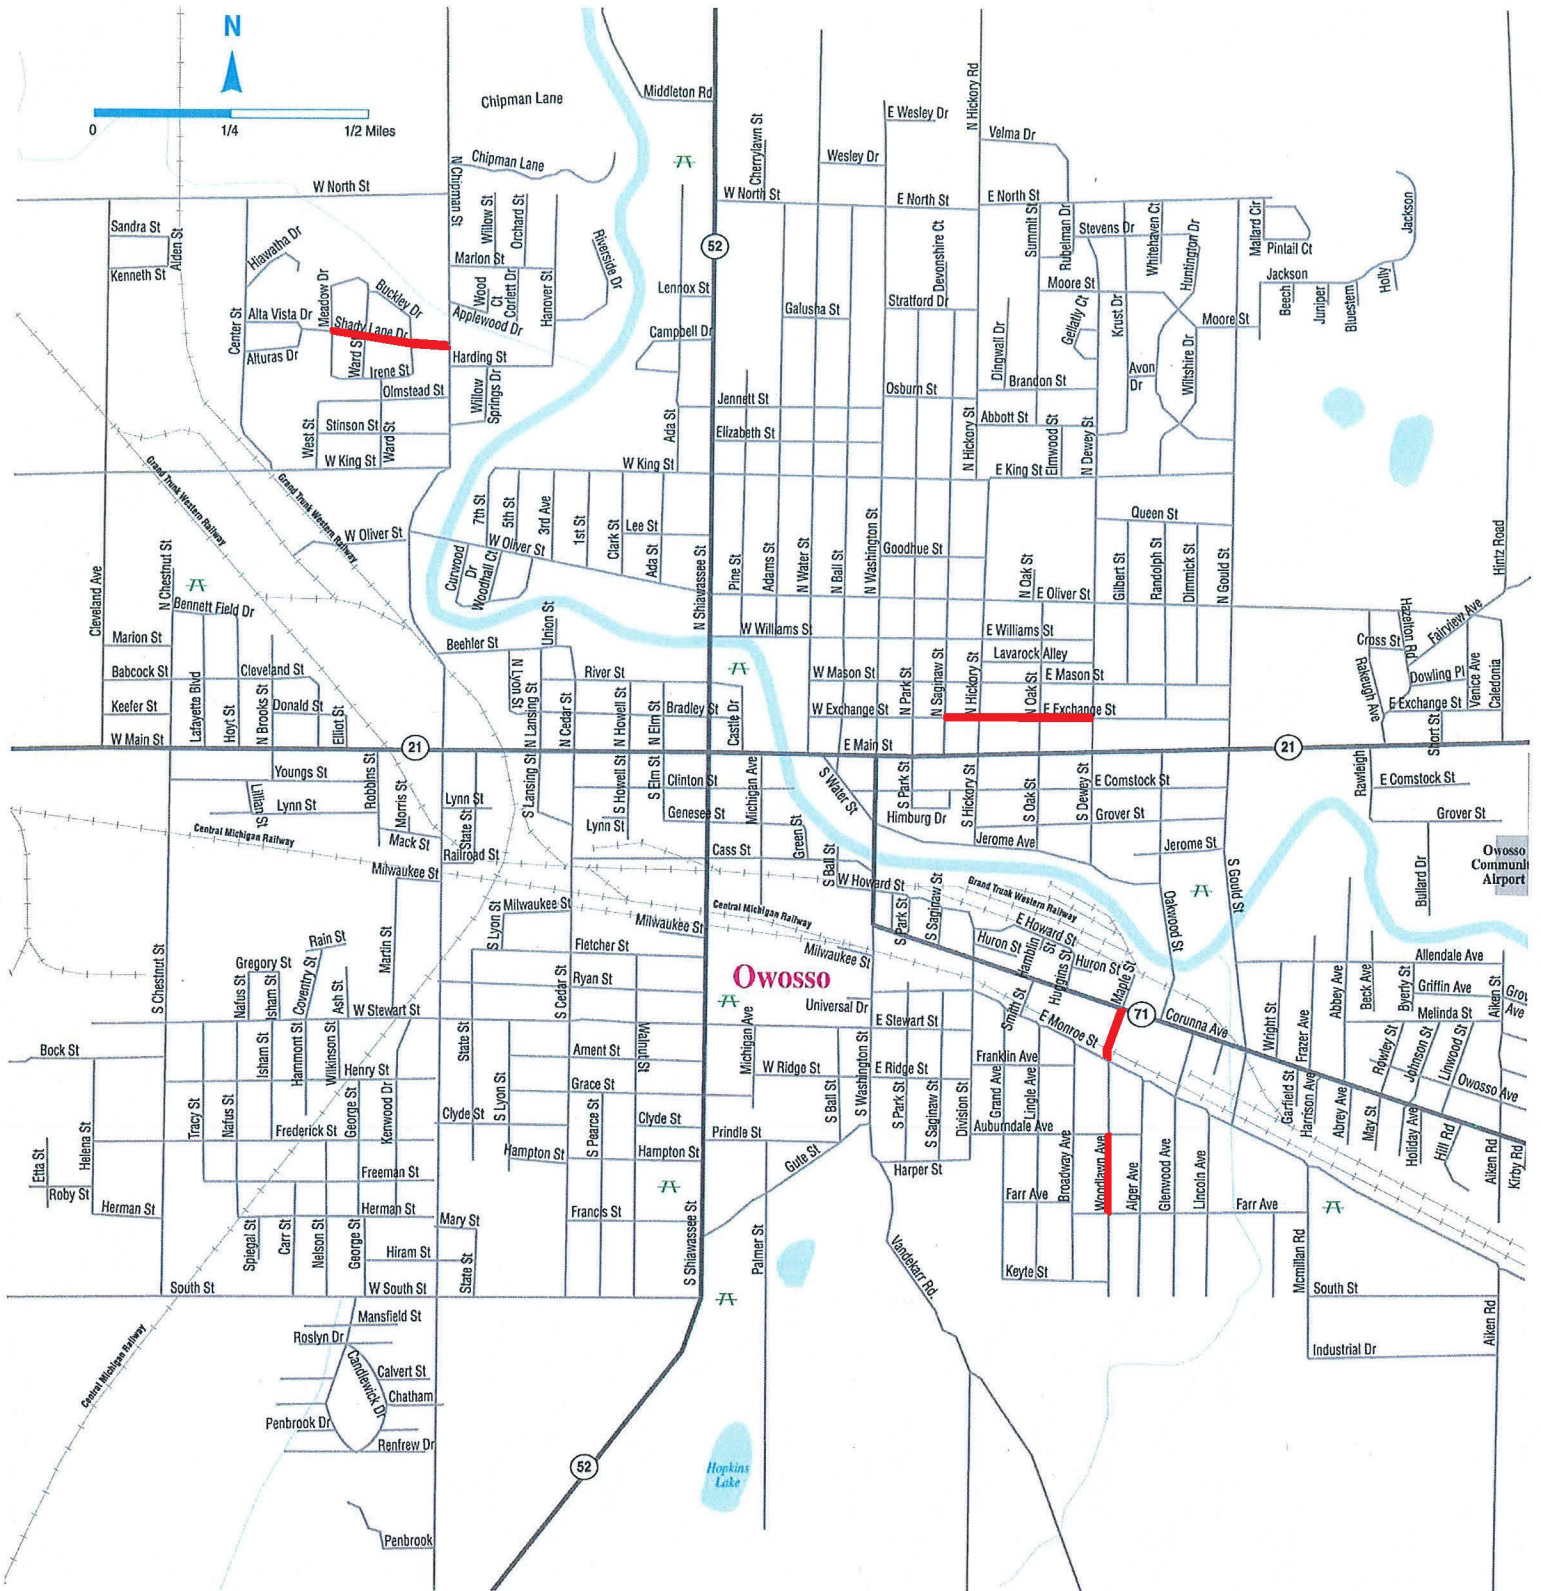 N
0
1/4
1/2 Miles
Chipman Lane
Middleton Rd
E Wesley Dr
N Hickory Rd
Velma Dr
Cherrylawn St
Wesley Dr
N Chipman St
Chipman Lane
W North St
W North St
E North St
E North St
Sandra St
Alden St
Kenneth St
Hiawatha Dr
Willow St
Orchard St
Marion St
Riverside Dr
52
Devonshire Ct
Summit St
Rubelman Dr
Stevens Dr
Whitehaven Ct
Huntington Dr
Mallard Cir
Pintail Ct
Jackson
Jackson
Beech
Juniper
Bluestem
Holly
Center St
Alta Vista Dr
Meadow Dr
Buckley Dr
Shady Lane Dr
Alturas Dr
Ward St
Irene St
Wood Ct
Corlett Dr
Hanover St
Applewood Dr
Harding St
Lennox St
Campbell Dr
Galusha St
Stratford Dr
Moore St
Gellatly Ct
Krust Dr
Moore St
Dingwall Dr
Avon Dr
Wiltshire Dr
Olmstead St
Willow Springs Dr
Jennett St
Osburn St
Brandon St
West St
Stinson St
Ward St
W King St
Ada St
Elizabeth St
N Hickory St
Abbott St
Elmwood St
N Dewey St
W King St
E King St
Grand Trunk Western Railway
Grand Trunk Western Railway
7th St
5th St
3rd Ave
1st St
Clark St
Lee St
Ada St
W Oliver St
W Oliver St
Curwood Dr
Woodhall Ct
N Shiawassee St
Pine St
Adams St
N Water St
N Ball St
N Washington St
Goodhue St
Queen St
N Oak St
E Oliver St
Gilbert St
Randolph St
Dimmick St
N Gould St
Hintz Road
Cleveland Ave
N Chestnut St
Bennett Field Dr
Marion St
Babcock St
Keefer St
W Main St
Lafayette Blvd
Hoyt St
Cleveland St
N Brooks St
Donald St
Elliot St
Beehler St
Union St
N Lyon St
N Lansing St
River St
N Cedar St
N Howell St
N Elm St
Bradley St
Castle Dr
W Williams St
E Williams St
Lavarock Alley
W Mason St
E Mason St
N Park St
N Saginaw St
N Hickory St
N Oak St
W Exchange St
E Exchange St
E Main St
Cross St
Hazelton Rd
Fairview Ave
Ralleugh Ave
Dowling Pl
Venice Ave
Caledonia
E Exchange St
Short St
21
21
Youngs St
Lillian St
Lynn St
Robbins St
Morris St
Mack St
Lynn St
State St
Railroad St
S Lansing St
S Howell St
S Elm St
Clinton St
Genesee St
Lynn St
Michigan Ave
Green St
Cass St
S Ball St
S Water St
S Park St
Himburg Dr
S Hickory St
S Oak St
S Dewey St
E Comstock St
Grover St
Jerome Ave
Jerome St
S Gould St
Rawleigh
E Comstock St
Grover St
Bullard Dr
Owosso
Communit
Airport
Central Michigan Railway
Milwaukee St
Milwaukee St
Milwaukee St
Central Michigan Railway
Milwaukee St
W Howard St
S Park St
S Saginaw St
Grand Trunk Western Railway
E Howard St
Huron St
Hamblin St
Huggins St
Huron St
Maple St
Oakwood St
S Chestnut St
Rain St
Gregory St
Nafus St
Isham St
Coventry St
Ash St
Martin St
W Stewart St
S Lyon St
Fletcher St
Ryan St
S Cedar St
Owosso
Universal Dr
E Stewart St
Smith St
E Monroe St
71
Corunna Ave
Allendale Ave
Wright St
Frazer Ave
Abbey Ave
Beck Ave
Byerly St
Griffin Ave
Melinda St
Aiken St
Grov
Ave
Bock St
Isham St
Hammont St
Wilkinson St
Henry St
George St
Kenwood Dr
State St
Ament St
Walnut St
Grace St
S Lyon St
Michigan Ave
W Ridge St
S Ball St
S Washington St
E Ridge St
S Park St
S Saginaw St
Division St
Franklin Ave
Grand Ave
Lingle Ave
Auburndale Ave
Rowley St
Johnson St
Linwood St
Owosso Ave
Garfield St
Harrison Ave
Abrey Ave
May St
Holiday Ave
Hill Rd
Aiken Rd
Kirby Rd
Etta St
Helena St
Roby St
Herman St
Tracy St
Nafus St
Frederick St
Freeman St
Herman St
Clyde St
S Pearce St
Clyde St
Hampton St
Hampton St
Prindle St
Gute St
Harper St
Broadway Ave
Woodlawn Ave
Alger Ave
Glenwood Ave
Lincoln Ave
Farr Ave
Farr Ave
Spiegal St
Carr St
Nelson St
George St
Hiram St
Mary St
State St
Francis St
S Shiawassee St
Palmer St
Vandekarr Rd.
Keyte St
Mcmillan Rd
South St
South St
W South St
Industrial Dr
Aiken Rd
Mansfield St
Roslyn Dr
Candlewick Dr
Calvert St
Chatham
Penbrook Dr
Renfrew Dr
Central Michigan Railway
52
Hopkins
Lake
Penbrook